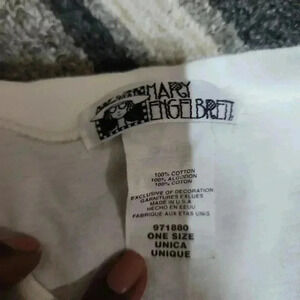 MARY
ENGELBREIT
100% COTTON
100% ALGODON
100% COTON
EXCLUSIVE OF DECORATION
GARNITURES EXLUES
MADE IN U.S.A
HECHO EN EEUU
FABRIQUE AUX ETAS UNIS
971880
ONE SIZE
UNICA
UNIQUE